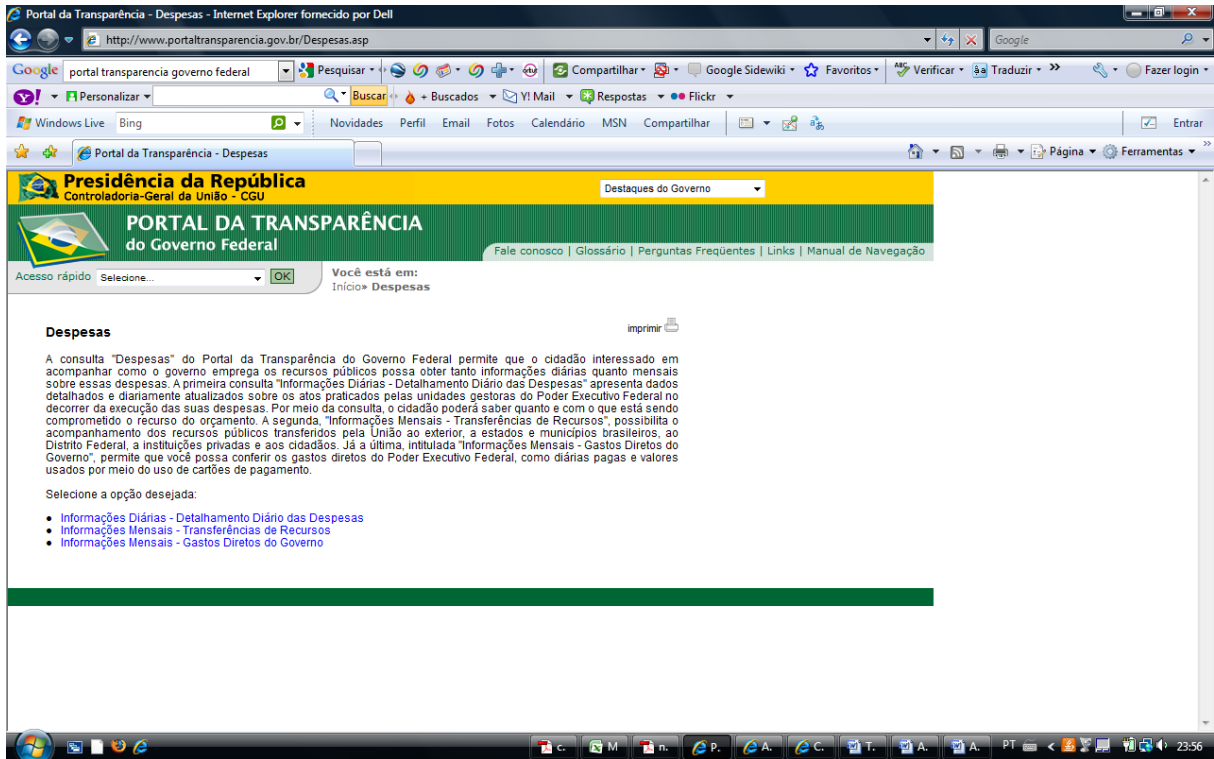 Portal da Transparência - Despesas - Internet Explorer fornecido por Dell
http://www.portaltransparencia.gov.br/Despesas.asp
Google
Google portal transparencia governo federal Pesquisar Compartilhar Google Sidewiki Favoritos Verificar Traduzir >> Fazer login
Y! Personalizar Buscar + Buscados Y! Mail Respostas Flickr
Windows Live Bing Novidades Perfil Email Fotos Calendário MSN Compartilhar Entrar
Portal da Transparência - Despesas Página Ferramentas >>
Presidência da República
Controladoria-Geral da União - CGU
Destaques do Governo
PORTAL DA TRANSPARÊNCIA
do Governo Federal
Fale conosco | Glossário | Perguntas Freqüentes | Links | Manual de Navegação
Acesso rápido Selecione... OK
Você está em:
Início» Despesas
imprimir
Despesas
A consulta "Despesas" do Portal da Transparência do Governo Federal permite que o cidadão interessado em
acompanhar como o governo emprega os recursos públicos possa obter tanto informações diárias quanto mensais
sobre essas despesas. A primeira consulta "Informações Diárias - Detalhamento Diário das Despesas" apresenta dados
detalhados e diariamente atualizados sobre os atos praticados pelas unidades gestoras do Poder Executivo Federal no
decorrer da execução das suas despesas. Por meio da consulta, o cidadão poderá saber quanto e com o que está sendo
comprometido o recurso do orçamento. A segunda, "Informações Mensais - Transferências de Recursos", possibilita o
acompanhamento dos recursos públicos transferidos pela União ao exterior, a estados e municípios brasileiros, ao
Distrito Federal, a instituições privadas e aos cidadãos. Já a última, intitulada "Informações Mensais - Gastos Diretos do
Governo", permite que você possa conferir os gastos diretos do Poder Executivo Federal, como diárias pagas e valores
usados por meio do uso de cartões de pagamento.
Selecione a opção desejada:
• Informações Diárias - Detalhamento Diário das Despesas
• Informações Mensais - Transferências de Recursos
• Informações Mensais - Gastos Diretos do Governo
c. M n. P. A. C. T. A. A. PT < 23:56